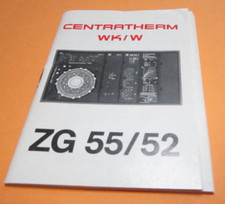 CENTRATHERM
WK/W
ZG 55/52